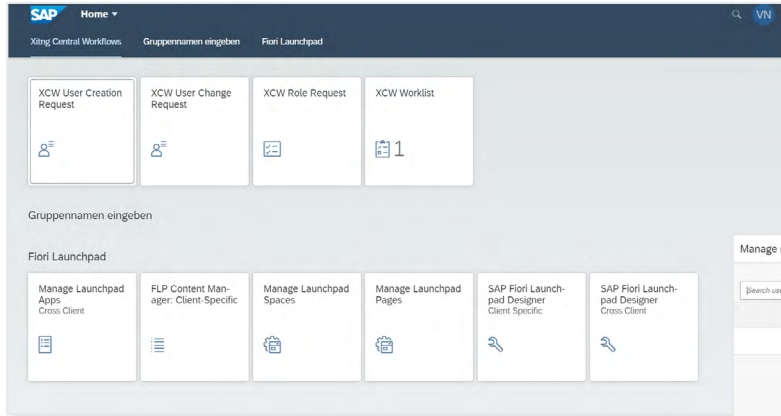 SAP Home
VN
Xitng Central Workflows Gruppennamen eingeben Fiori Launchpad
XCW User Creation
Request
XCW User Change
Request
XCW Role Request
XCW Worklist
1
Gruppennamen eingeben
Fiori Launchpad
Manage Launchpad
Apps
Cross Client
FLP Content Man-
ager: Client-Specific
Manage Launchpad
Spaces
Manage Launchpad
Pages
SAP Fiori Launch-
pad Designer
Client Specific
SAP Fiori Launch-
pad Designer
Cross Client
Manage
Search